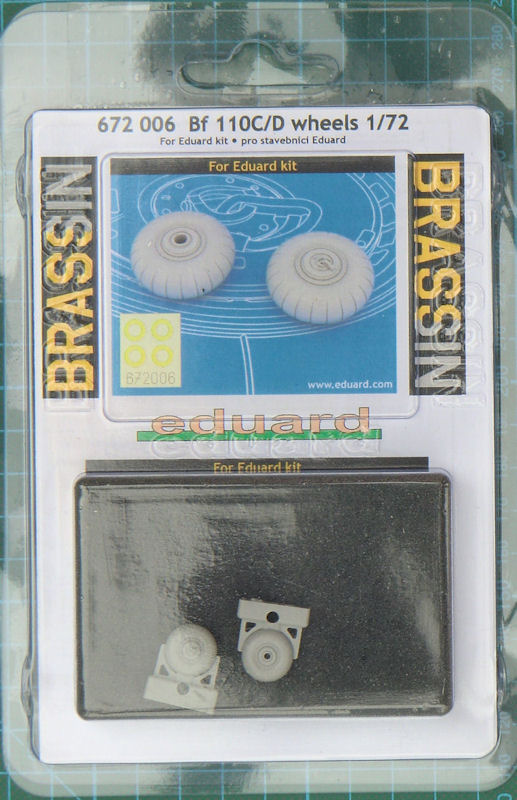 672 006 Bf 110C/D wheels 1/72
For Eduard kit • pro stavebnici Eduard
For Eduard kit
BRASSIN
BRASSIN
672006
www.eduard.com
eduard
For Eduard kit